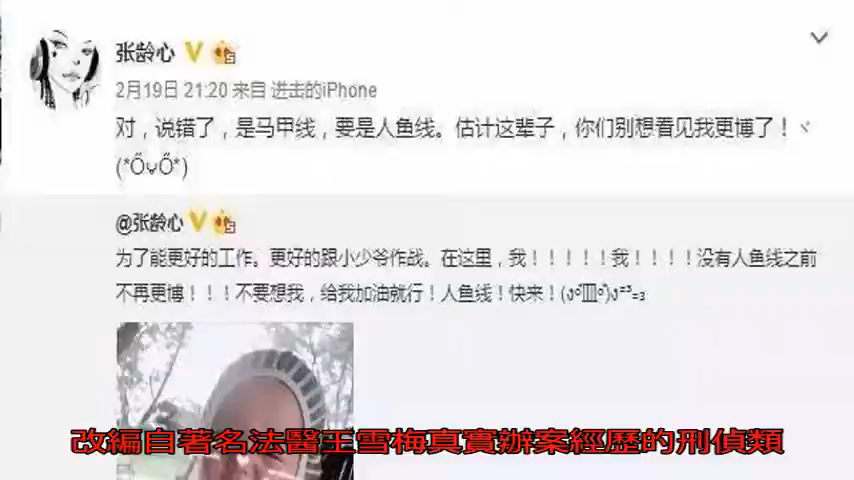 张龄心
2月19日 21:20 来自 进击的iPhone
对，说错了，是马甲线，要是人鱼线。估计这辈子，你们别想看见我更博了！ヾ
(*Őι̮Ő*)
@张龄心
为了能更好的工作。更好的跟小少爷作战。在这里，我！！！！！我！！！！没有人鱼线之前
不再更博！！！不要想我，给我加油就行！人鱼线！快来！
改編自著名法醫王雪梅真實辦案經歷的刑偵類